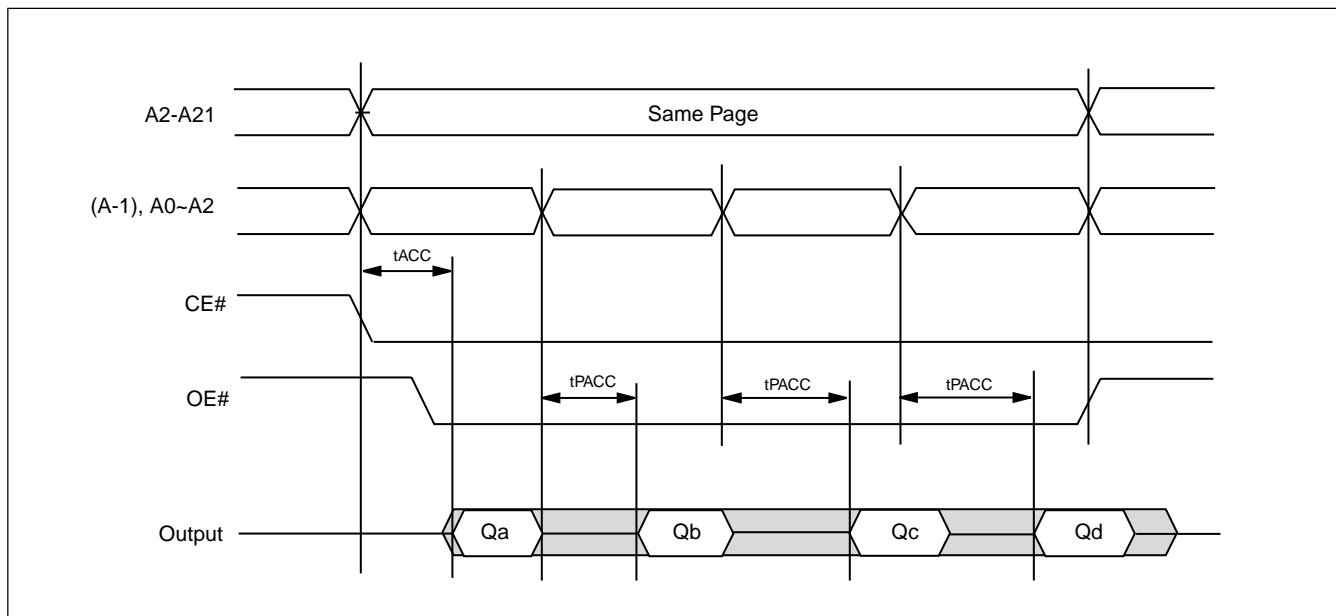 A2-A21
Same Page
(A-1), A0~A2
tACC
CE#
OE#
tPACC tPACC tPACC
Output
Qa Qb Qc Qd